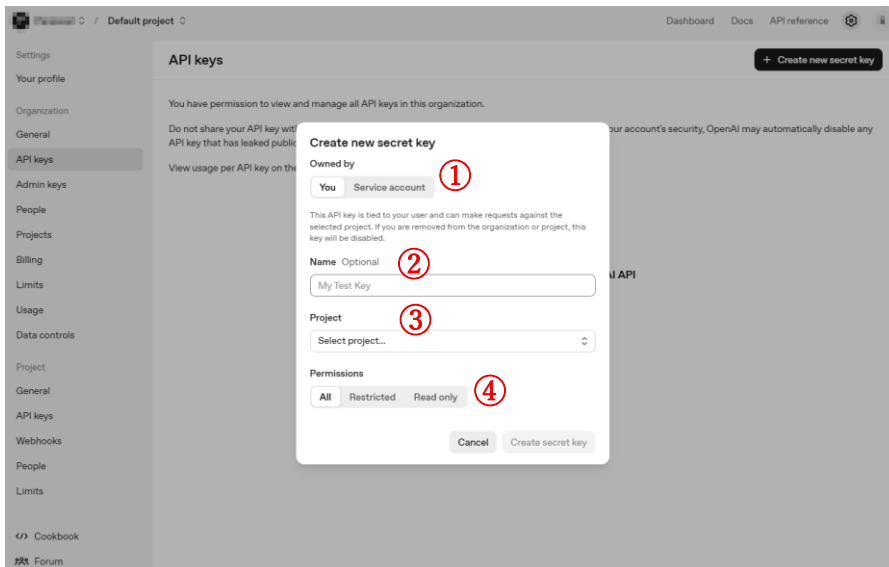 / Default project
Dashboard Docs API reference
Settings
Your profile
Organization
General
API keys
Admin keys
People
Projects
Billing
Limits
Usage
Data controls
Project
General
API keys
Webhooks
People
Limits
</> Cookbook
Forum
API keys
+ Create new secret key
You have permission to view and manage all API keys in this organization.
Do not share your API key with
our account's security, OpenAI may automatically disable any
API key that has leaked public
View usage per API key on the
AI API
Create new secret key
Owned by
①
You Service account
This API key is tied to your user and can make requests against the
selected project. If you are removed from the organization or project, this
key will be disabled.
Name Optional
②
My Test Key
Project
③
Select project...
Permissions
④
All Restricted Read only
Cancel Create secret key